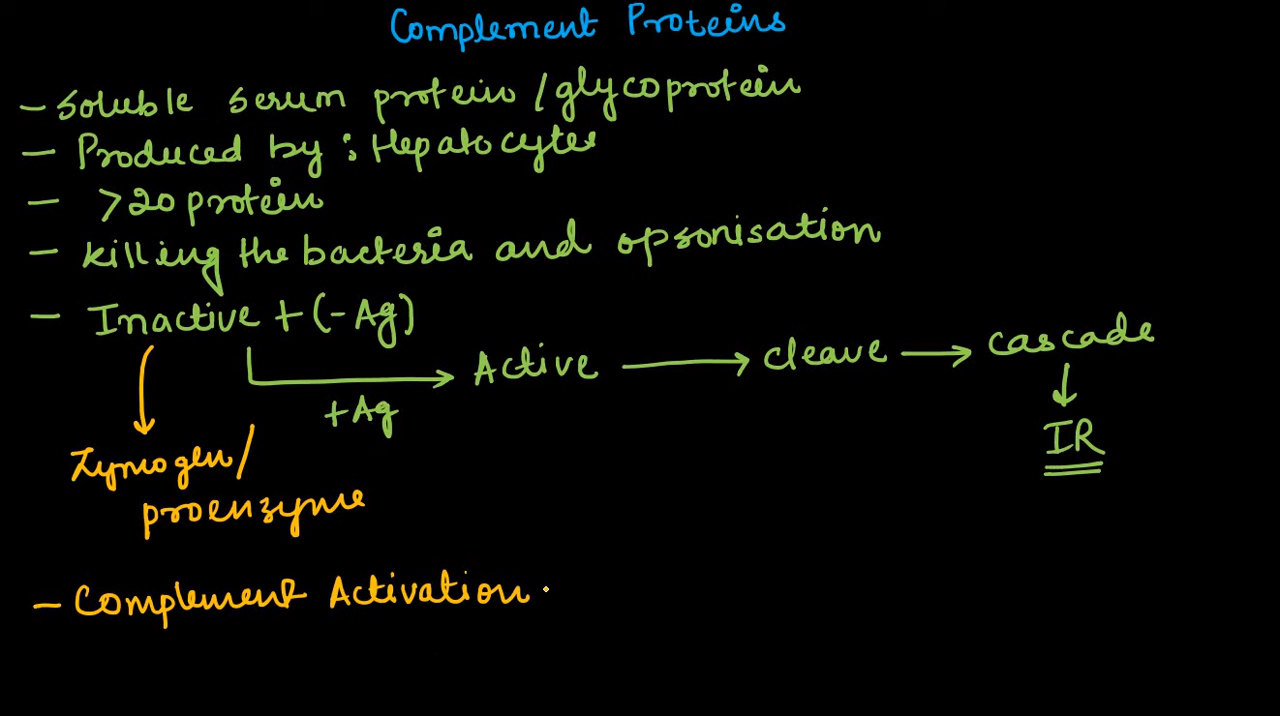 Complement Proteins
- Soluble serum protein / glycoprotein
- Produced by : Hepatocytes
- >20 protein
- killing the bacteria and opsonisation
- Inactive + (-Ag)
+Ag → Active → cleave → cascade
↓
IR
Zymogen/
proenzyme
- Complement Activation